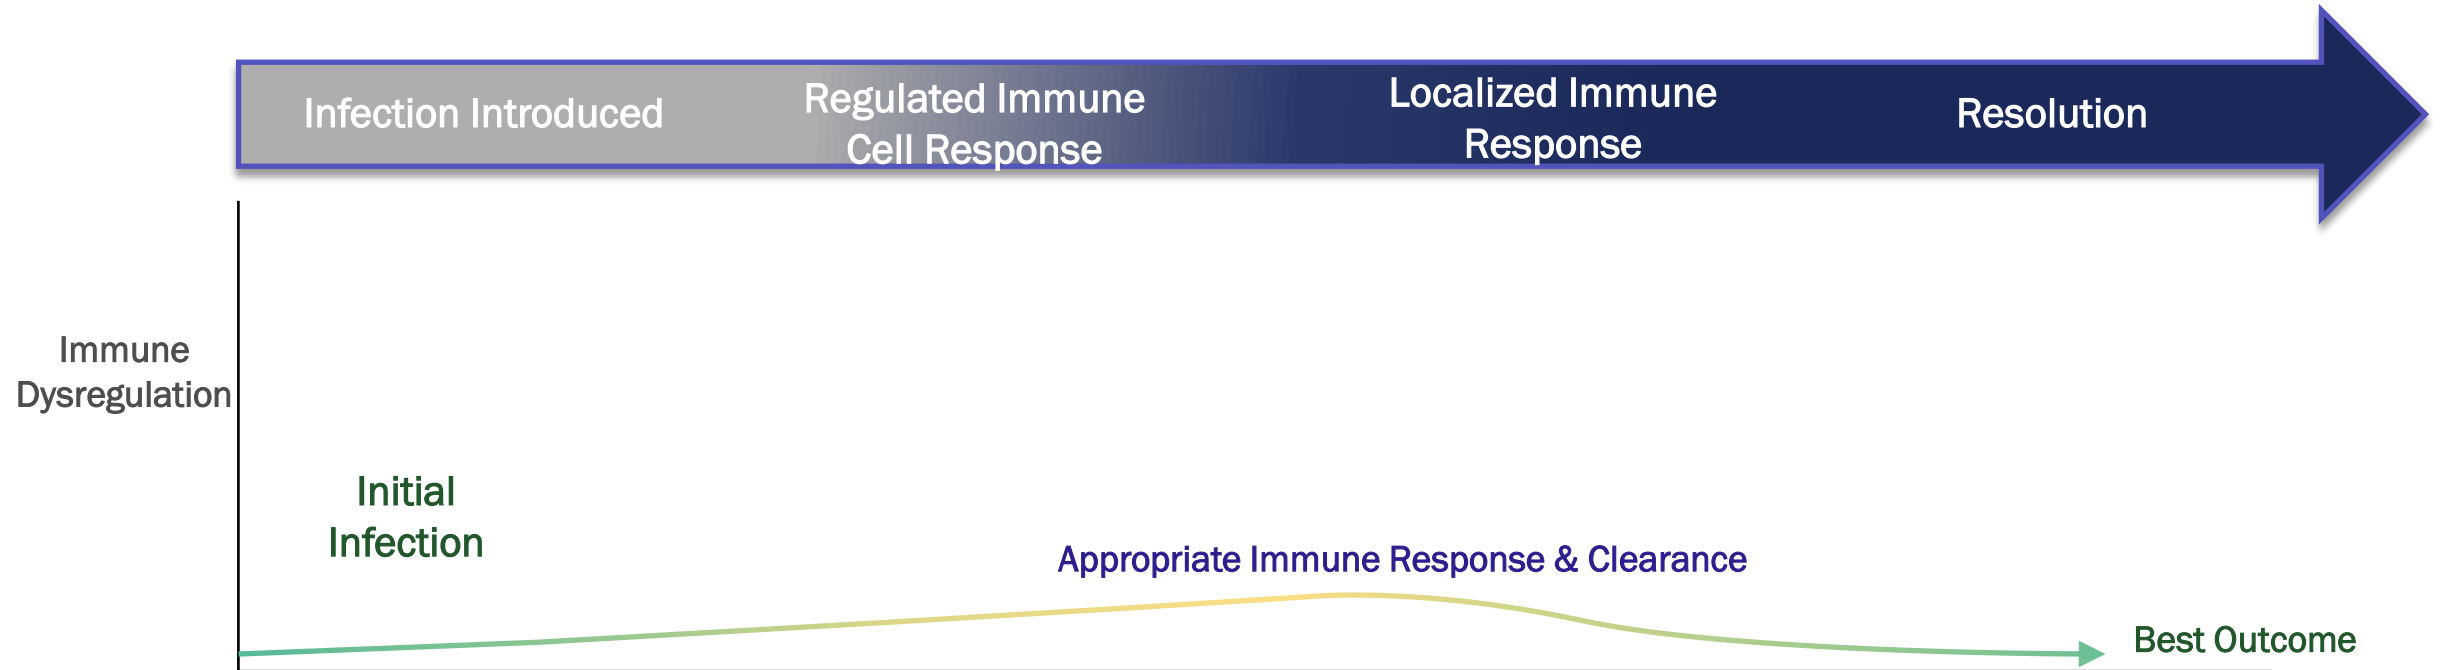 Infection Introduced
Regulated Immune
Cell Response
Localized Immune
Response
Resolution
Immune
Dysregulation
Initial
Infection
Appropriate Immune Response & Clearance
Best Outcome